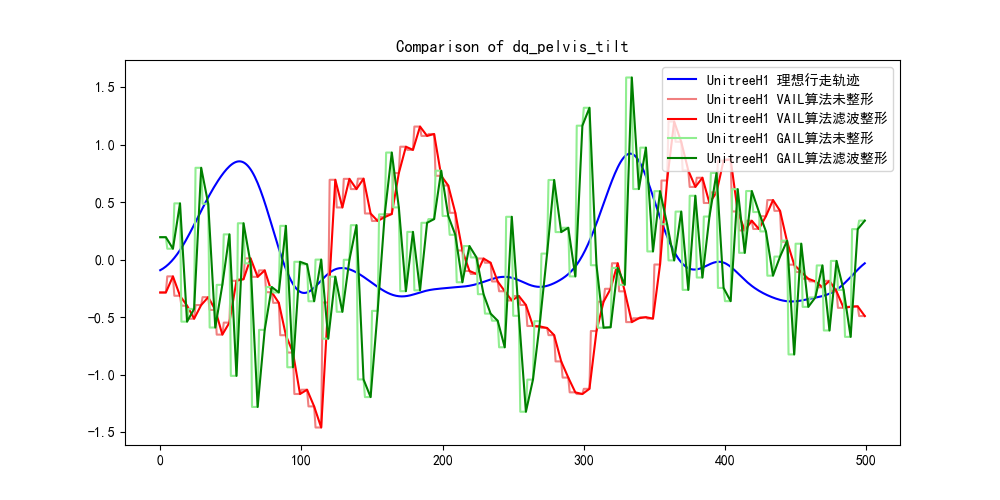 Comparison of dq_pelvis_tilt
UnitreeH1 理想行走轨迹
UnitreeH1 VAIL算法未整形
UnitreeH1 VAIL算法滤波整形
UnitreeH1 GAIL算法未整形
UnitreeH1 GAIL算法滤波整形
1.5
1.0
0.5
0.0
−0.5
−1.0
−1.5
0 100 200 300 400 500